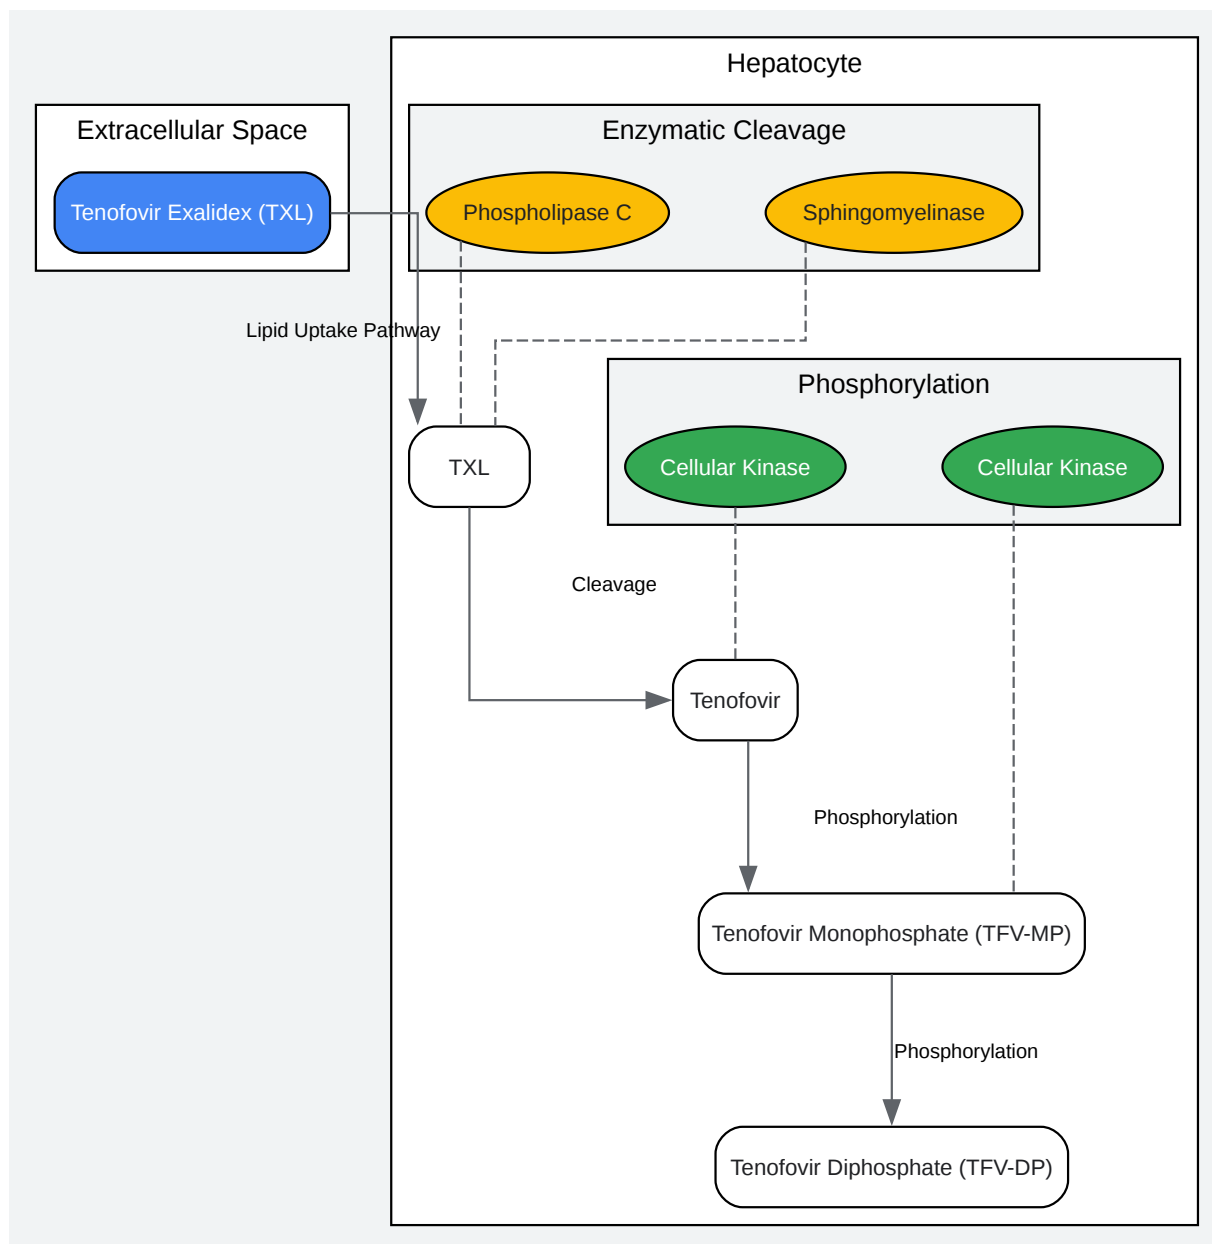 Hepatocyte
Extracellular Space
Enzymatic Cleavage
Tenofovir Exalidex (TXL)
Phospholipase C
Sphingomyelinase
Lipid Uptake Pathway
Phosphorylation
TXL
Cellular Kinase
Cellular Kinase
Cleavage
Tenofovir
Phosphorylation
Tenofovir Monophosphate (TFV-MP)
Phosphorylation
Tenofovir Diphosphate (TFV-DP)